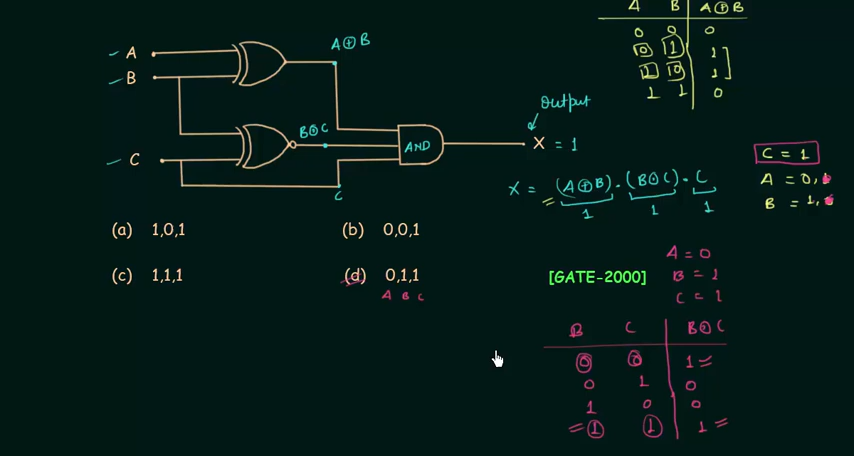 A B A⊕B
0 0 0
0 1 1
1 0 1
1 1 0
A
B
C
A⊕B
B⊙C
C
AND
Output
X = 1
X = (A⊕B) · (B⊙C) · C
1 1 1
C = 1
A = 0,
B = 1,
(a) 1,0,1
(b) 0,0,1
(c) 1,1,1
(d) 0,1,1
A B C
[GATE-2000]
A = 0
B = 1
C = 1
B C B⊙C
0 0 1
0 1 0
1 0 0
1 1 1